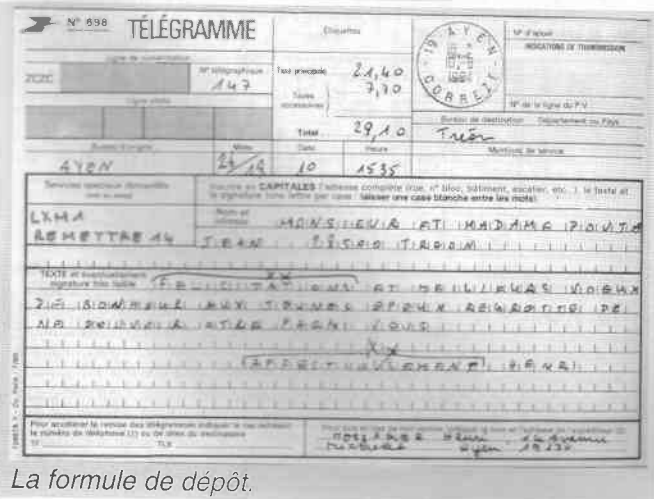 N° 698 TÉLÉGRAMME
Étiquettes
N° d'appel
INDICATIONS DE TRANSMISSION
Ligne de numérotation
ZCZC
N° télégraphique
147
Taxe principale 21,40
Taxes accessoires 7,70
Total 29,10
19 AYEN
CORREZE
N° de la ligne du P.V.
Ligne pilote
Bureau de destination Département ou Pays
Bureau d'origine Mots Date Heure
Mentions de service
AYEN 10 1535
Services spéciaux demandés
Inscrire en CAPITALES l'adresse complète (rue, n° bloc, bâtiment, escalier, etc...), le texte et
la signature (une lettre par case ; laisser une case blanche entre les mots).
LXMA
REMETTRE 14
Nom et adresse
MONSIEUR ET MADAME
JEAN
TEXTE et éventuellement
signature très lisible
FELICITATIONS ET MEILLEURS VOEUX
DE BONHEUR AUX JEUNES EPOUX REGRETTE DE
NE POUVOIR ETRE PARMI VOUS
AFFECTUEUSEMENT HENRI
Pour accélérer la remise des télégrammes indiquer le cas échéant
le numéro de téléphone (1) ou de télex du destinataire
TLX
Henri
Ayen
La formule de dépôt.